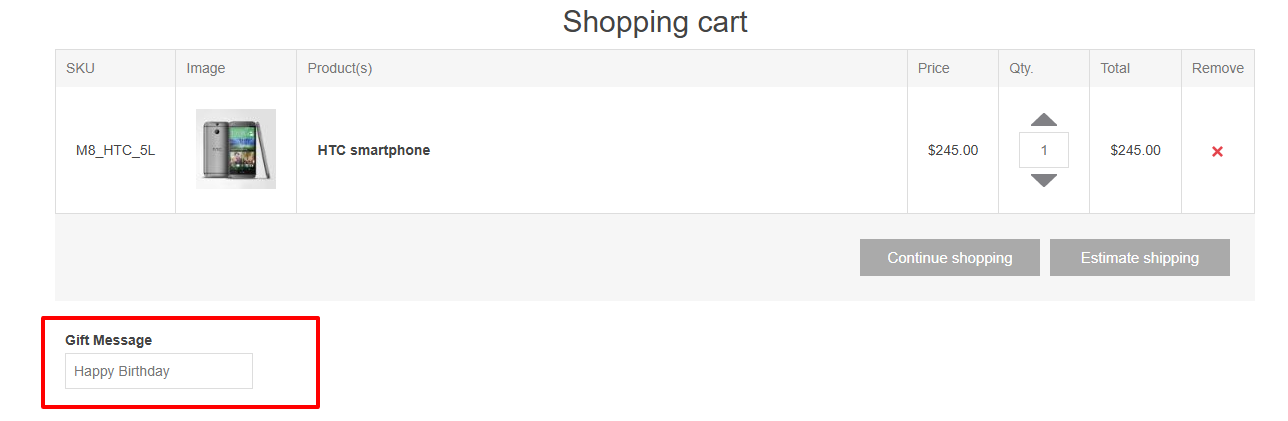 Shopping cart
SKU Image Product(s) Price Qty. Total Remove
M8_HTC_5L HTC smartphone $245.00 1 $245.00
Continue shopping Estimate shipping
Gift Message
Happy Birthday